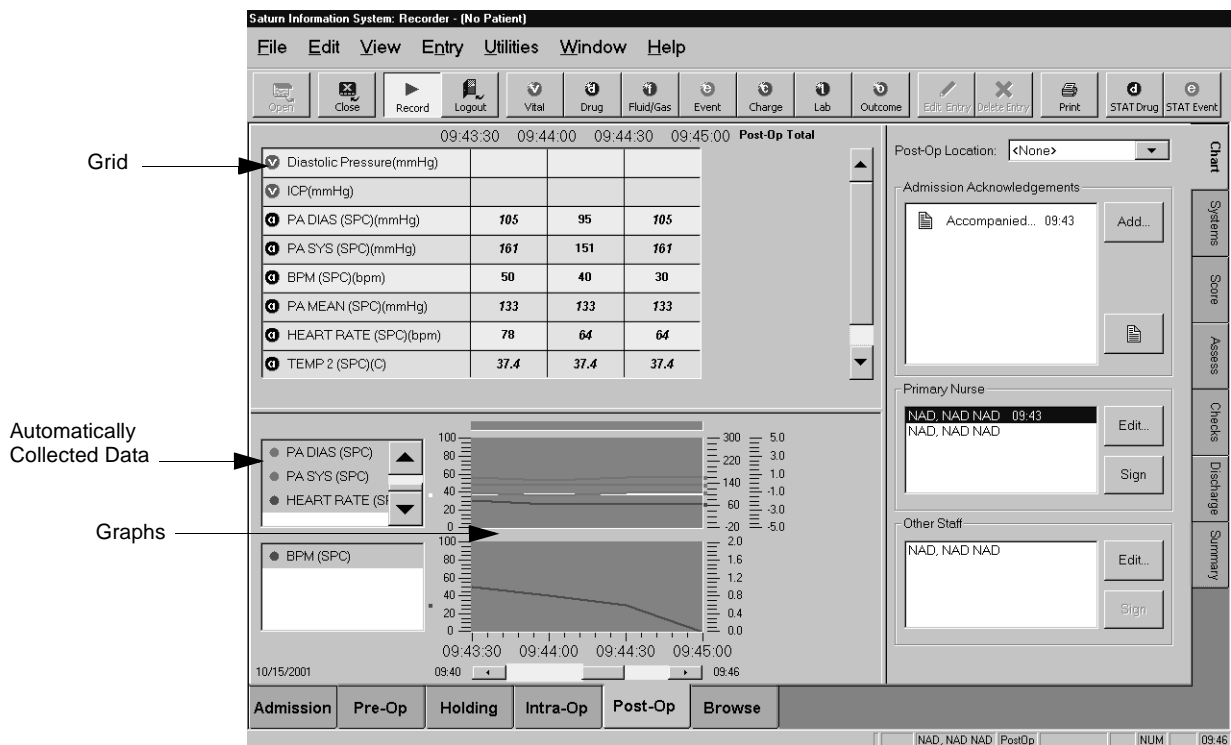 Saturn Information System: Recorder - (No Patient)
File Edit View Entry Utilities Window Help
Open Close Record Logout Vital Drug Fluid/Gas Event Charge Lab Outcome Edit Entry Delete Entry Print STAT Drug STAT Event
09:43:30 09:44:00 09:44:30 09:45:00 Post-Op Total
Grid
Diastolic Pressure(mmHg)
ICP(mmHg)
PA DIAS (SPC)(mmHg) 105 95 105
PA SYS (SPC)(mmHg) 161 151 161
BPM (SPC)(bpm) 50 40 30
PA MEAN (SPC)(mmHg) 133 133 133
HEART RATE (SPC)(bpm) 78 64 64
TEMP 2 (SPC)(C) 37.4 37.4 37.4
Post-Op Location: <None>
Admission Acknowledgements
Accompanied... 09:43
Add...
Primary Nurse
NAD, NAD NAD 09:43
NAD, NAD NAD
Edit...
Sign
Other Staff
NAD, NAD NAD
Edit...
Sign
Chart
Systems
Score
Assess
Checks
Discharge
Summary
Automatically
Collected Data
PA DIAS (SPC)
PA SYS (SPC)
HEART RATE (SF
100 300 5.0
80 220 3.0
60 140 1.0
40 60 -1.0
20 -20 -3.0
0 -5.0
Graphs
BPM (SPC)
100 2.0
80 1.6
60 1.2
40 0.8
20 0.4
0 0.0
09:43:30 09:44:00 09:44:30 09:45:00
10/15/2001 09:40 09:46
Admission Pre-Op Holding Intra-Op Post-Op Browse
NAD, NAD NAD PostOp NUM 09:46